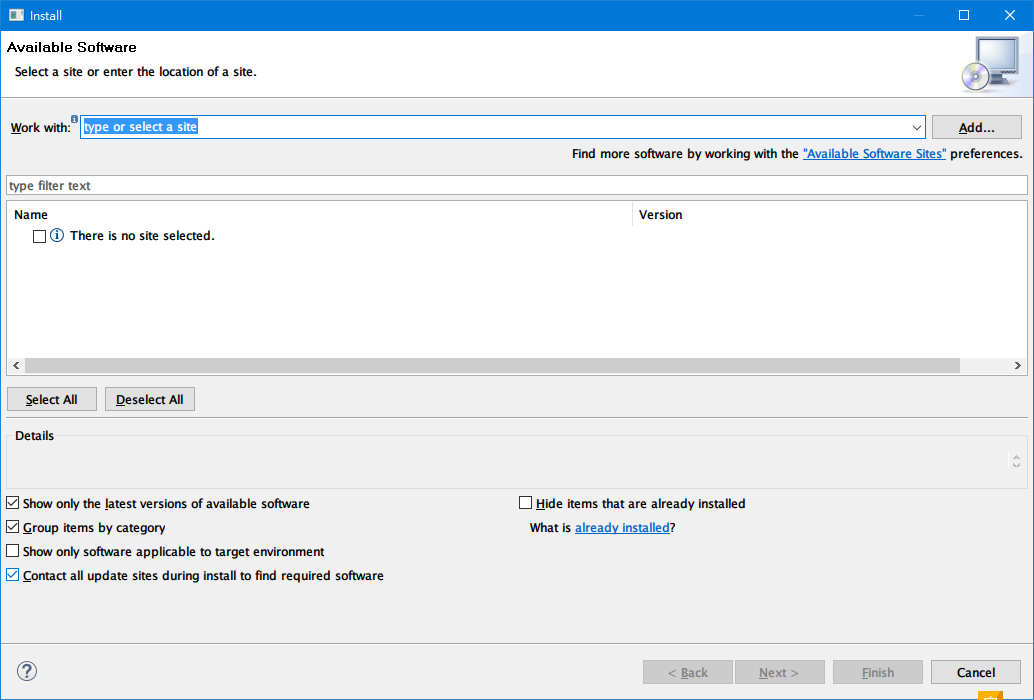 Install
Available Software
Select a site or enter the location of a site.
Work with:
type or select a site
Add...
Find more software by working with the "Available Software Sites" preferences.
type filter text
Name Version
There is no site selected.
Select All Deselect All
Details
Show only the latest versions of available software
Hide items that are already installed
Group items by category
What is already installed?
Show only software applicable to target environment
Contact all update sites during install to find required software
< Back Next > Finish Cancel